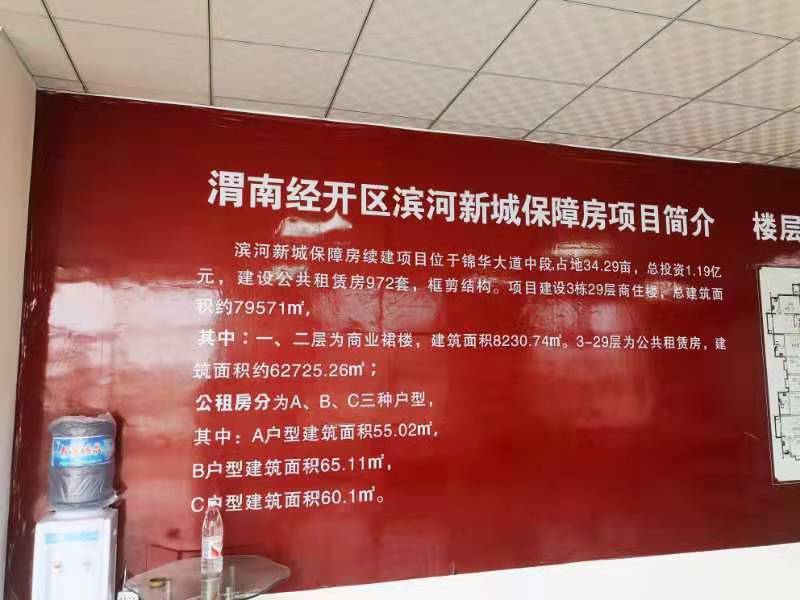 渭南经开区滨河新城保障房项目简介
滨河新城保障房续建项目位于锦华大道中段,占地34.29亩，总投资1.19亿
元，建设公共租赁房972套，框剪结构。项目建设3栋29层商住楼，总建筑面
积约79571㎡,
其中：一、二层为商业裙楼，建筑面积8230.74㎡。3-29层为公共租赁房，建
筑面积约62725.26㎡；
公租房分为A、B、C三种户型，
其中：A户型建筑面积55.02㎡,
B户型建筑面积65.11㎡,
C户型建筑面积60.1㎡。
楼层